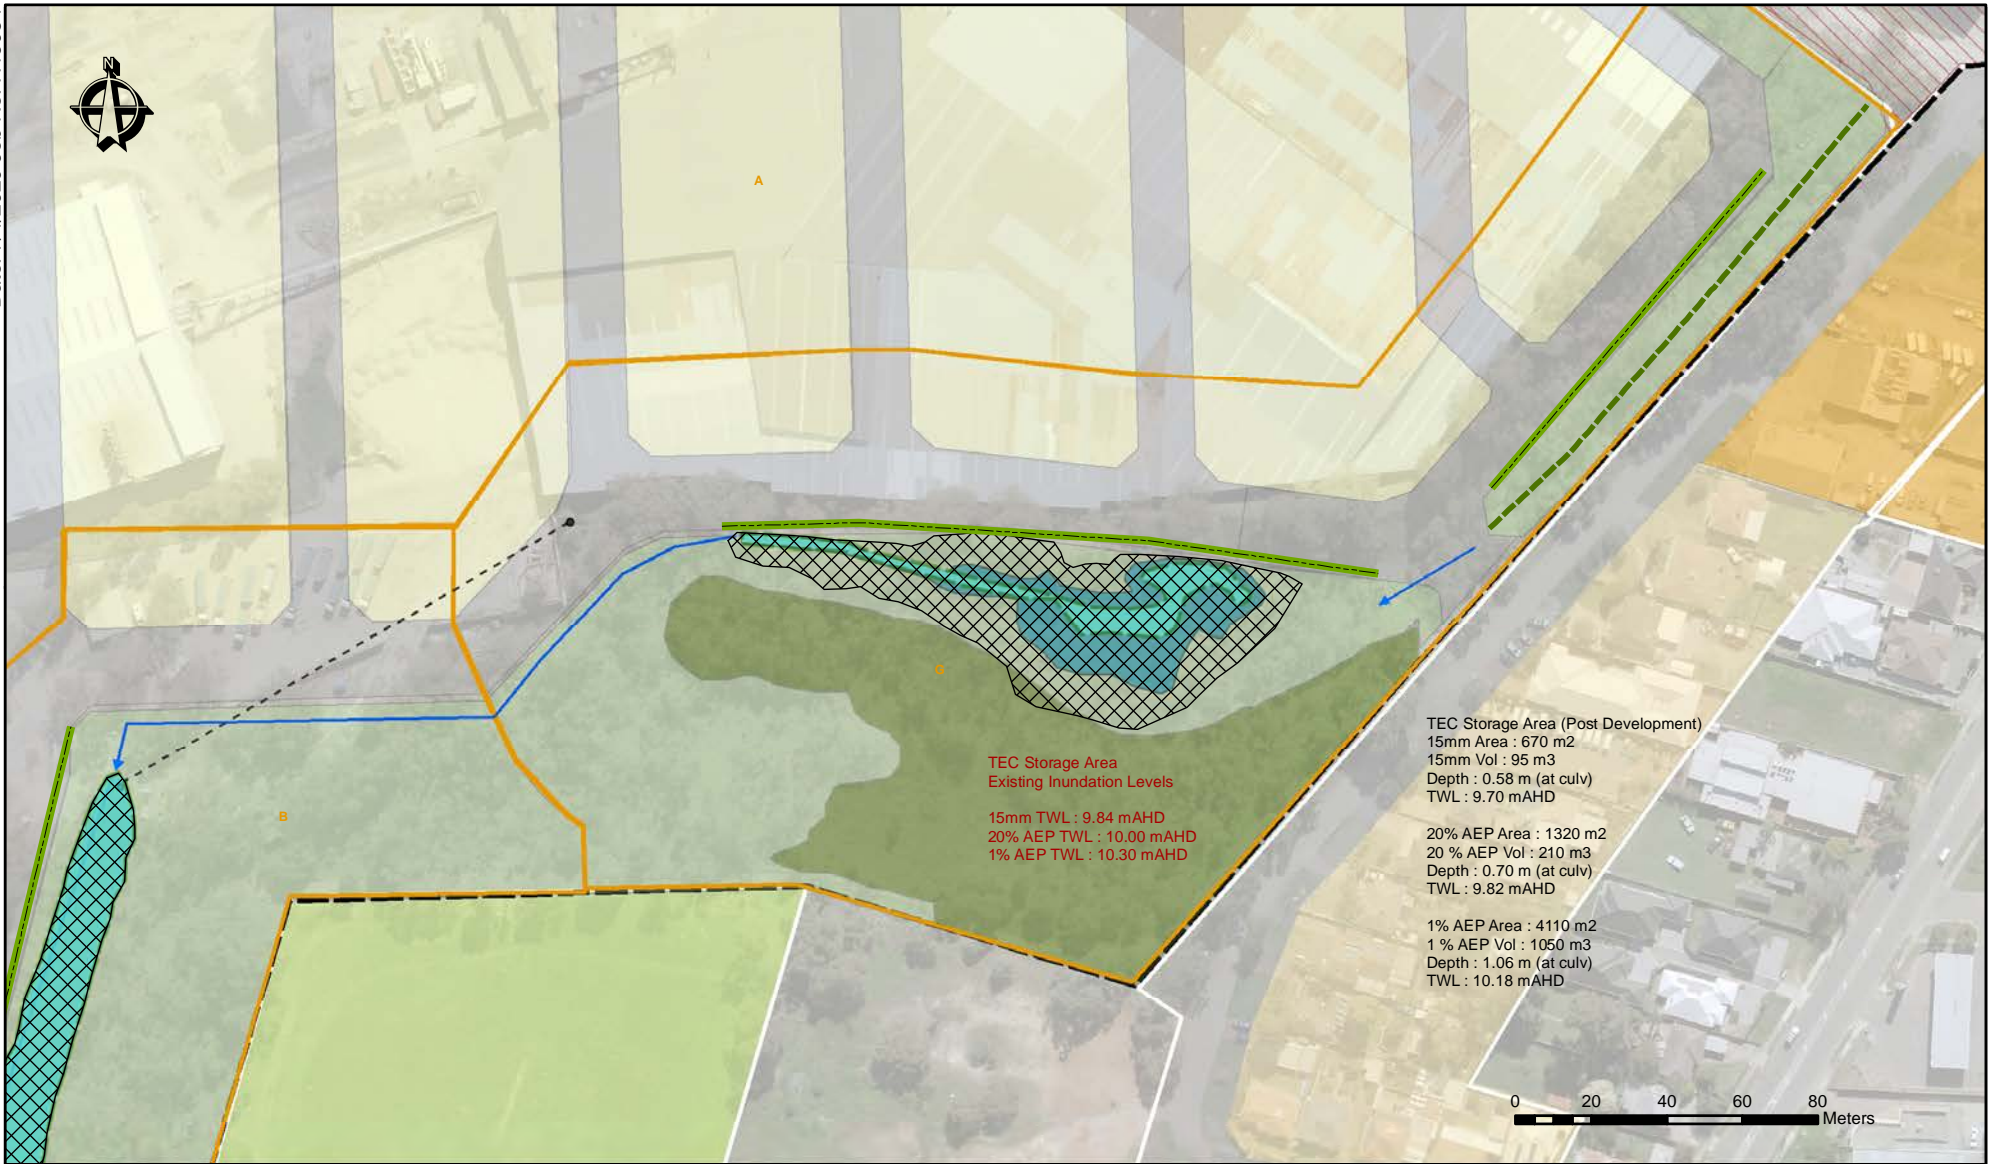 N
A
G
B
TEC Storage Area
Existing Inundation Levels
15mm TWL : 9.84 mAHD
20% AEP TWL : 10.00 mAHD
1% AEP TWL : 10.30 mAHD
TEC Storage Area (Post Development)
15mm Area : 670 m2
15mm Vol : 95 m3
Depth : 0.58 m (at culv)
TWL : 9.70 mAHD
20% AEP Area : 1320 m2
20 % AEP Vol : 210 m3
Depth : 0.70 m (at culv)
TWL : 9.82 mAHD
1% AEP Area : 4110 m2
1 % AEP Vol : 1050 m3
Depth : 1.06 m (at culv)
TWL : 10.18 mAHD
0 20 40 60 80
Meters